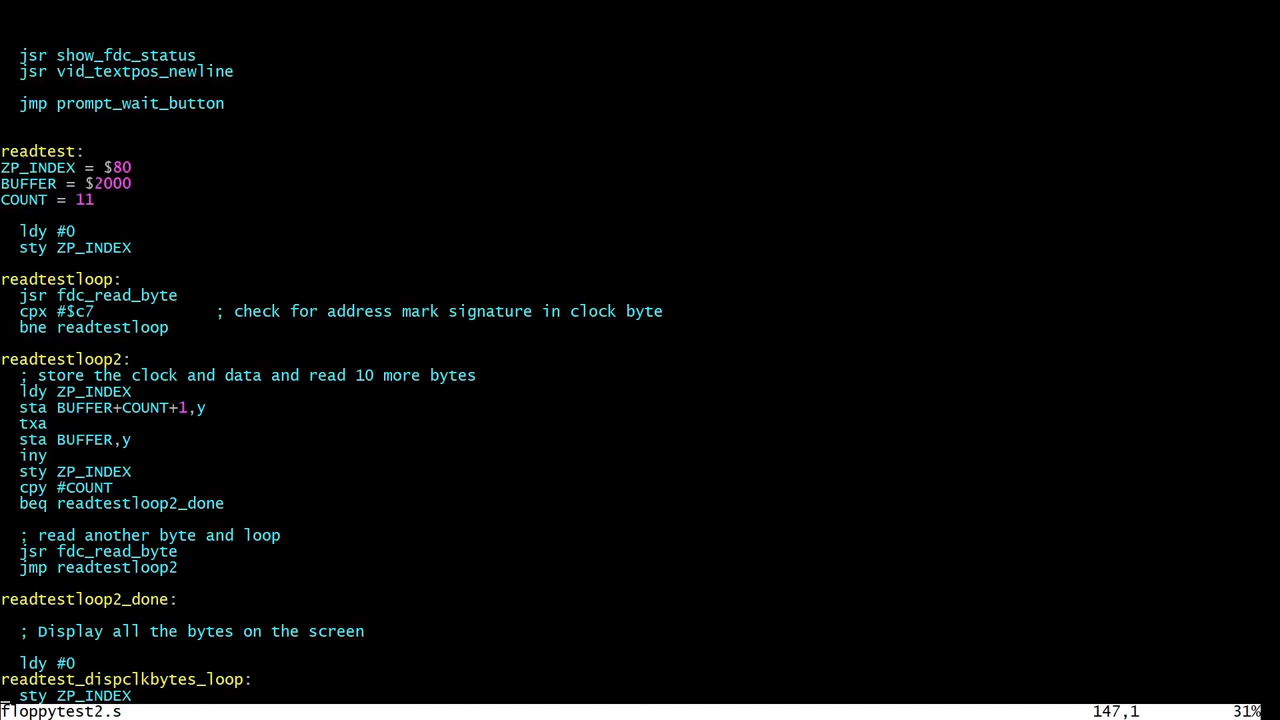 jsr show_fdc_status
  jsr vid_textpos_newline

  jmp prompt_wait_button


readtest:
ZP_INDEX = $80
BUFFER = $2000
COUNT = 11

  ldy #0
  sty ZP_INDEX

readtestloop:
  jsr fdc_read_byte
  cpx #$c7             ; check for address mark signature in clock byte
  bne readtestloop

readtestloop2:
  ; store the clock and data and read 10 more bytes
  ldy ZP_INDEX
  sta BUFFER+COUNT+1,y
  txa
  sta BUFFER,y
  iny
  sty ZP_INDEX
  cpy #COUNT
  beq readtestloop2_done

  ; read another byte and loop
  jsr fdc_read_byte
  jmp readtestloop2

readtestloop2_done:

  ; Display all the bytes on the screen

  ldy #0
readtest_dispclkbytes_loop:
  sty ZP_INDEX
floppytest2.s 147,1 31%